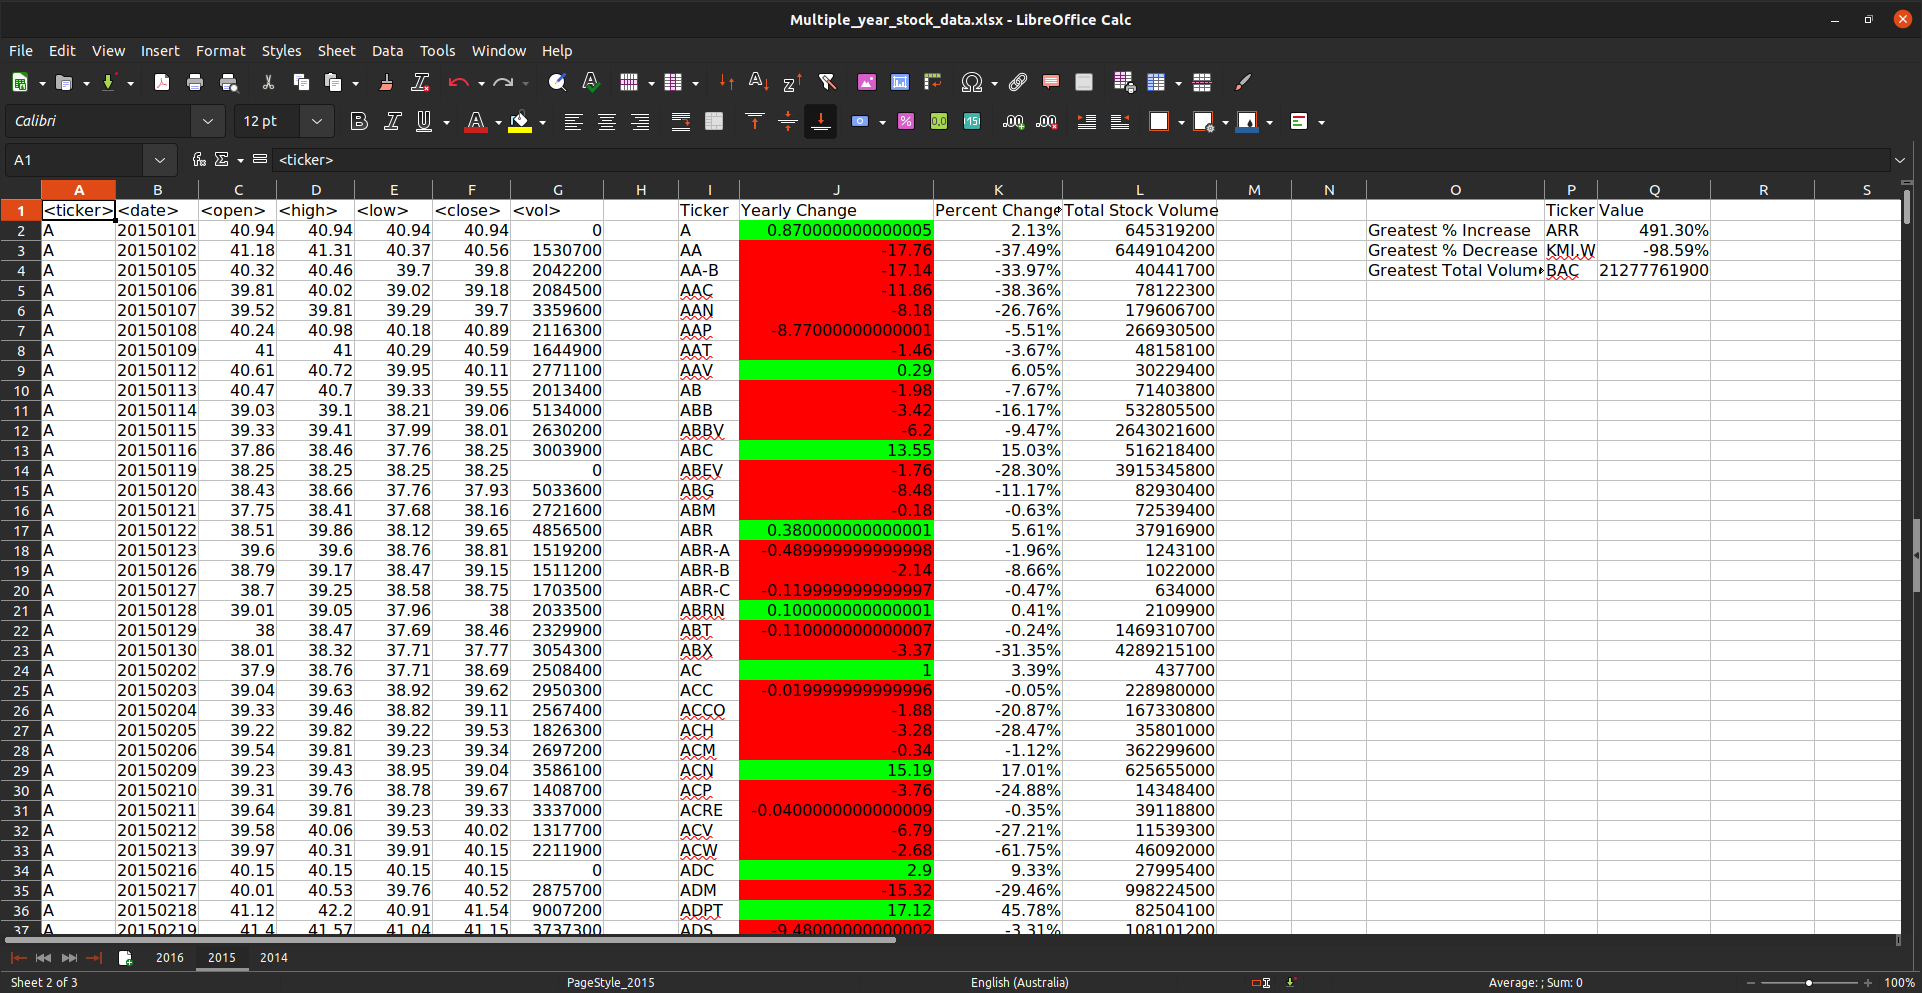 Multiple_year_stock_data.xlsx - LibreOffice Calc
File Edit View Insert Format Styles Sheet Data Tools Window Help
Calibri 12 pt
A1 <ticker>
A B C D E F G H I J K L M N O P Q R S
1 <ticker> <date> <open> <high> <low> <close> <vol> Ticker Yearly Change Percent Change Total Stock Volume Ticker Value
2 A 20150101 40.94 40.94 40.94 40.94 0 A 0.870000000000005 2.13% 645319200 Greatest % Increase ARR 491.30%
3 A 20150102 41.18 41.31 40.37 40.56 1530700 AA -17.76 -37.49% 6449104200 Greatest % Decrease KMI.W -98.59%
4 A 20150105 40.32 40.46 39.7 39.8 2042200 AA-B -17.14 -33.97% 40441700 Greatest Total Volum BAC 21277761900
5 A 20150106 39.81 40.02 39.02 39.18 2084500 AAC -11.86 -38.36% 78122300
6 A 20150107 39.52 39.81 39.29 39.7 3359600 AAN -8.18 -26.76% 179606700
7 A 20150108 40.24 40.98 40.18 40.89 2116300 AAP -8.77000000000001 -5.51% 266930500
8 A 20150109 41 41 40.29 40.59 1644900 AAT -1.46 -3.67% 48158100
9 A 20150112 40.61 40.72 39.95 40.11 2771100 AAV 0.29 6.05% 30229400
10 A 20150113 40.47 40.7 39.33 39.55 2013400 AB -1.98 -7.67% 71403800
11 A 20150114 39.03 39.1 38.21 39.06 5134000 ABB -3.42 -16.17% 532805500
12 A 20150115 39.33 39.41 37.99 38.01 2630200 ABBV -6.2 -9.47% 2643021600
13 A 20150116 37.86 38.46 37.76 38.25 3003900 ABC 13.55 15.03% 516218400
14 A 20150119 38.25 38.25 38.25 38.25 0 ABEV -1.76 -28.30% 3915345800
15 A 20150120 38.43 38.66 37.76 37.93 5033600 ABG -8.48 -11.17% 82930400
16 A 20150121 37.75 38.41 37.68 38.16 2721600 ABM -0.18 -0.63% 72539400
17 A 20150122 38.51 39.86 38.12 39.65 4856500 ABR 0.380000000000001 5.61% 37916900
18 A 20150123 39.6 39.6 38.76 38.81 1519200 ABR-A -0.489999999999998 -1.96% 1243100
19 A 20150126 38.79 39.17 38.47 39.15 1511200 ABR-B -2.14 -8.66% 1022000
20 A 20150127 38.7 39.25 38.58 38.75 1703500 ABR-C -0.119999999999997 -0.47% 634000
21 A 20150128 39.01 39.05 37.96 38 2033500 ABRN 0.100000000000001 0.41% 2109900
22 A 20150129 38 38.47 37.69 38.46 2329900 ABT -0.110000000000007 -0.24% 1469310700
23 A 20150130 38.01 38.32 37.71 37.77 3054300 ABX -3.37 -31.35% 4289215100
24 A 20150202 37.9 38.76 37.71 38.69 2508400 AC 1 3.39% 437700
25 A 20150203 39.04 39.63 38.92 39.62 2950300 ACC -0.019999999999996 -0.05% 228980000
26 A 20150204 39.33 39.46 38.82 39.11 2567400 ACCO -1.88 -20.87% 167330800
27 A 20150205 39.22 39.82 39.22 39.53 1826300 ACH -3.28 -28.47% 35801000
28 A 20150206 39.54 39.81 39.23 39.34 2697200 ACM -0.34 -1.12% 362299600
29 A 20150209 39.23 39.43 38.95 39.04 3586100 ACN 15.19 17.01% 625655000
30 A 20150210 39.31 39.76 38.78 39.67 1408700 ACP -3.76 -24.88% 14348400
31 A 20150211 39.64 39.81 39.23 39.33 3337000 ACRE -0.0400000000000009 -0.35% 39118800
32 A 20150212 39.58 40.06 39.53 40.02 1317700 ACV -6.79 -27.21% 11539300
33 A 20150213 39.97 40.31 39.91 40.15 2211900 ACW -2.68 -61.75% 46092000
34 A 20150216 40.15 40.15 40.15 40.15 0 ADC 2.9 9.33% 27995400
35 A 20150217 40.01 40.53 39.76 40.52 2875700 ADM -15.32 -29.46% 998224500
36 A 20150218 41.12 42.2 40.91 41.54 9007200 ADPT 17.12 45.78% 82504100
37 A 20150219 41.4 41.57 41.04 41.15 3737300 ADS -9.48000000000002 -3.31% 108101200
2016 2015 2014
Sheet 2 of 3 PageStyle_2015 English (Australia) Average: ; Sum: 0 100%